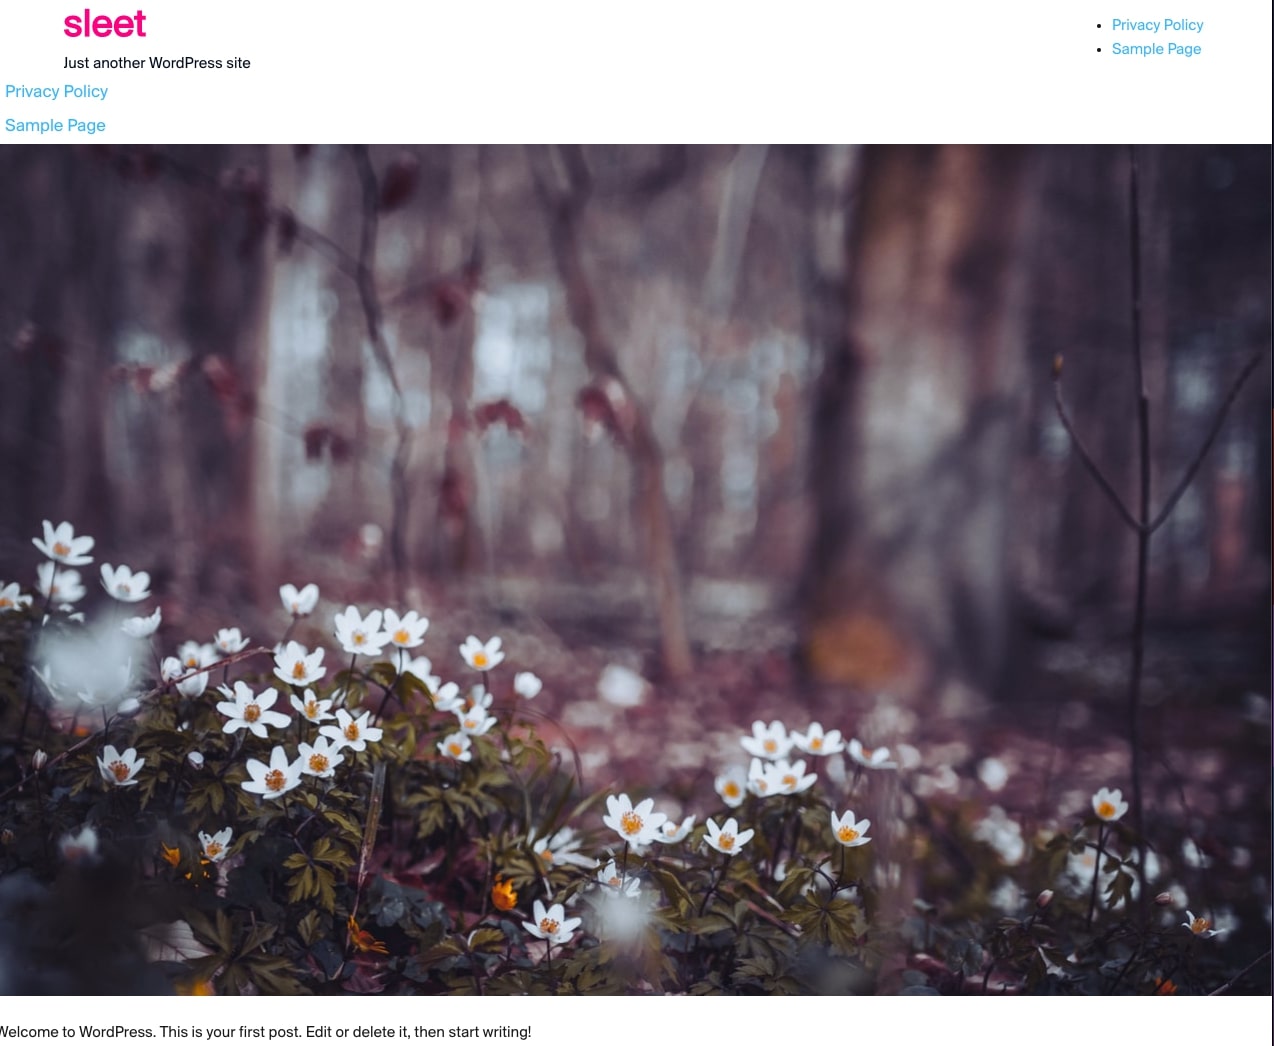 sleet
Just another WordPress site
Privacy Policy
Sample Page
Privacy Policy
Sample Page
Welcome to WordPress. This is your first post. Edit or delete it, then start writing!